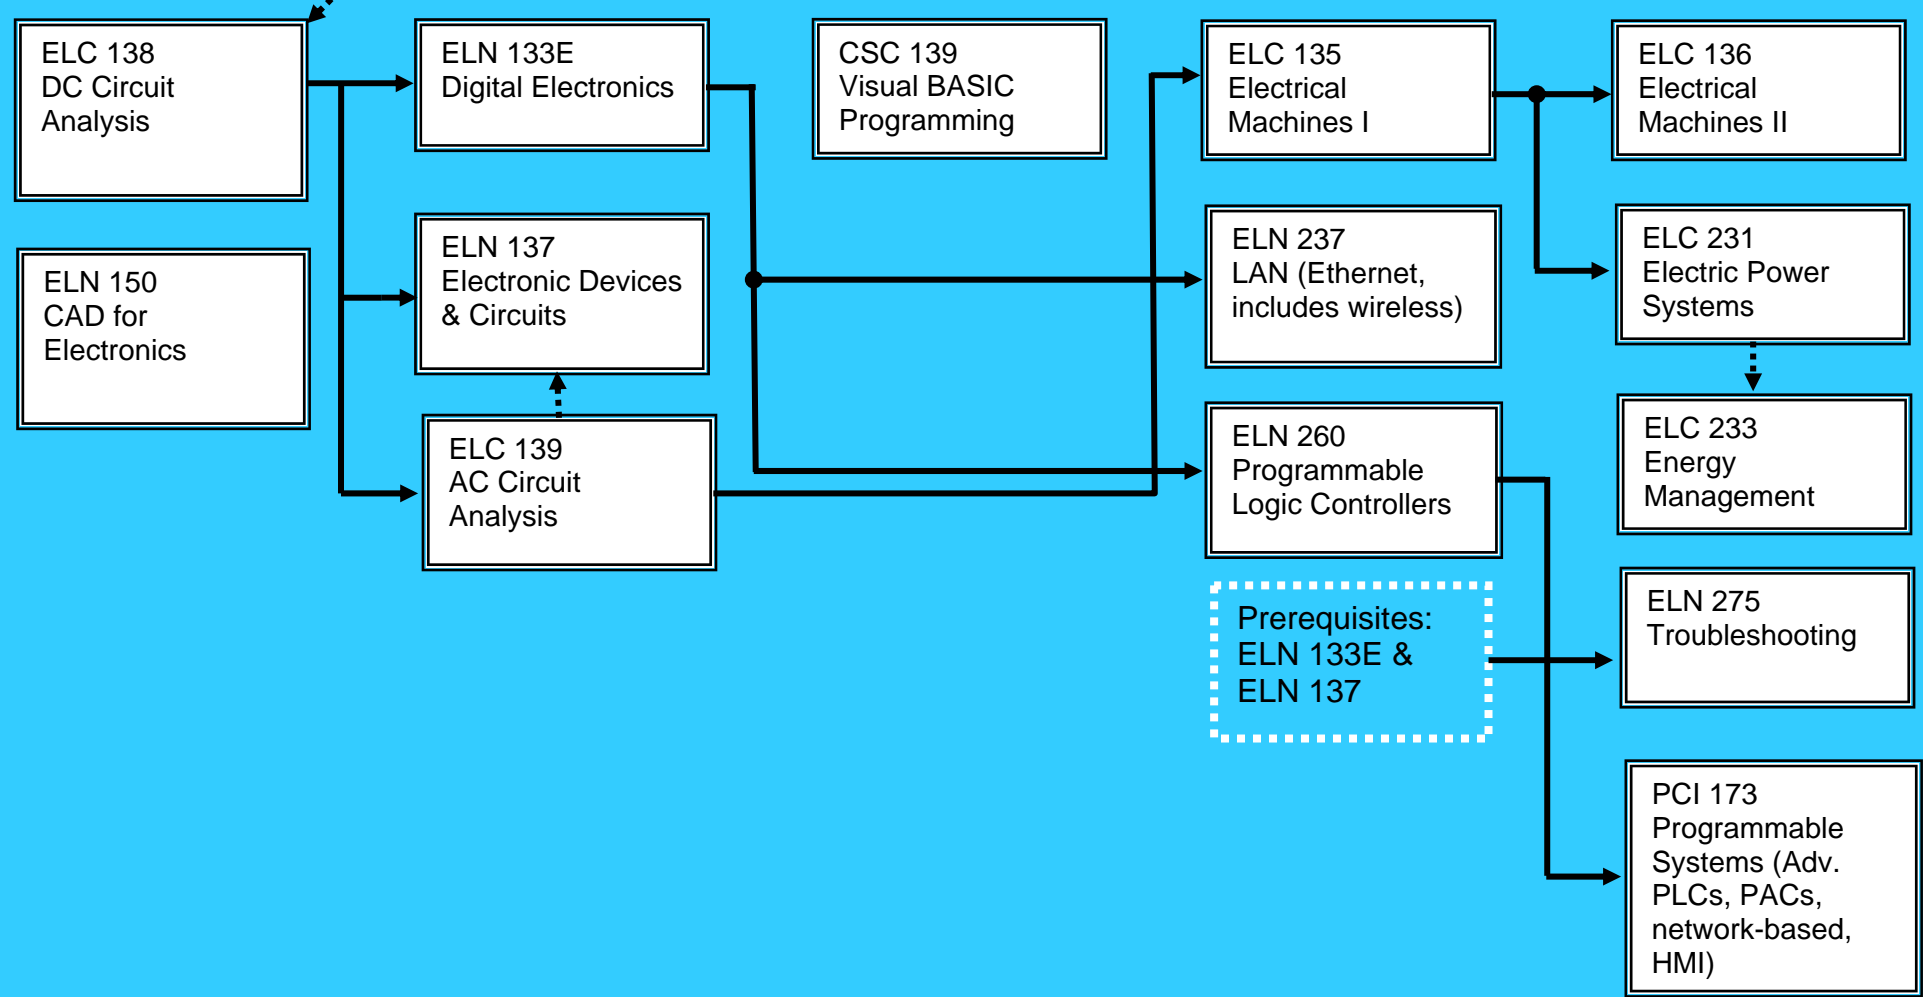 ELC 138
DC Circuit
Analysis
ELN 150
CAD for
Electronics
ELN 133E
Digital Electronics
ELN 137
Electronic Devices
& Circuits
ELC 139
AC Circuit
Analysis
CSC 139
Visual BASIC
Programming
ELC 135
Electrical
Machines I
ELN 237
LAN (Ethernet,
includes wireless)
ELN 260
Programmable
Logic Controllers
Prerequisites:
ELN 133E &
ELN 137
ELC 136
Electrical
Machines II
ELC 231
Electric Power
Systems
ELC 233
Energy
Management
ELN 275
Troubleshooting
PCI 173
Programmable
Systems (Adv.
PLCs, PACs,
network-based,
HMI)